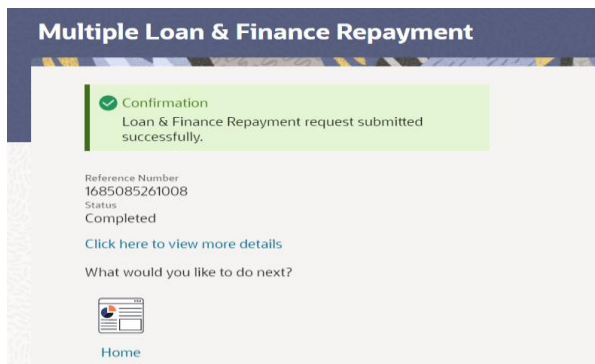 Multiple Loan & Finance Repayment
Confirmation
Loan & Finance Repayment request submitted
successfully.
Reference Number
1685085261008
Status
Completed
Click here to view more details
What would you like to do next?
Home